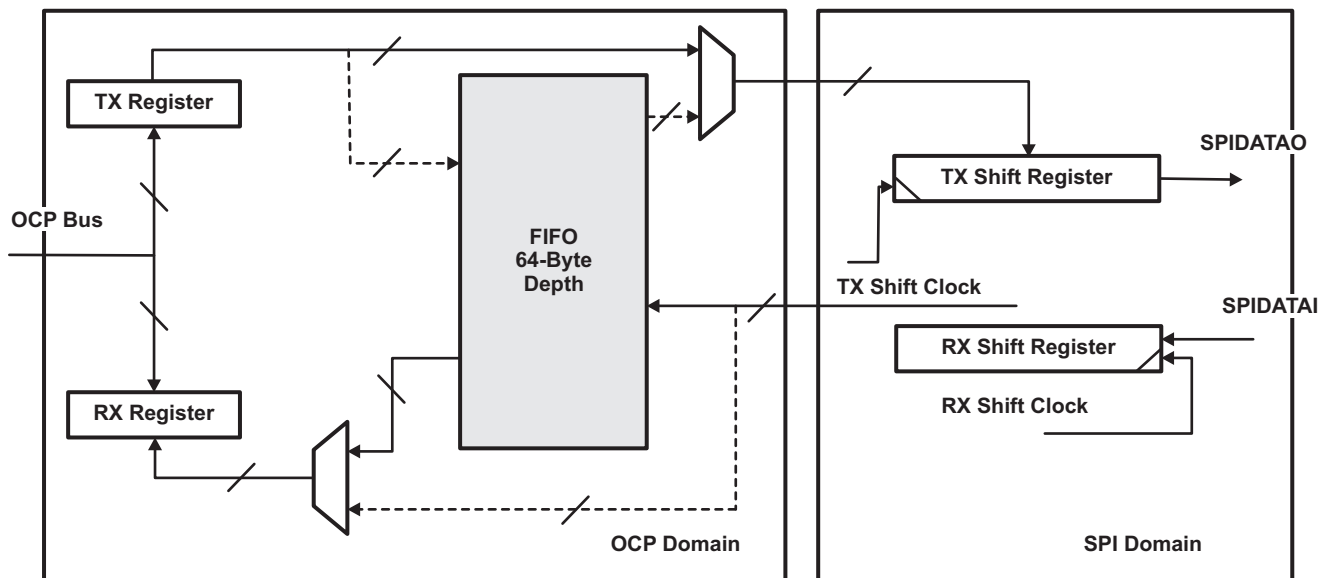 TX Register
SPIDATAO
TX Shift Register
OCP Bus
FIFO
64-Byte
Depth
TX Shift Clock
SPIDATAI
RX Shift Register
RX Register
RX Shift Clock
OCP Domain
SPI Domain